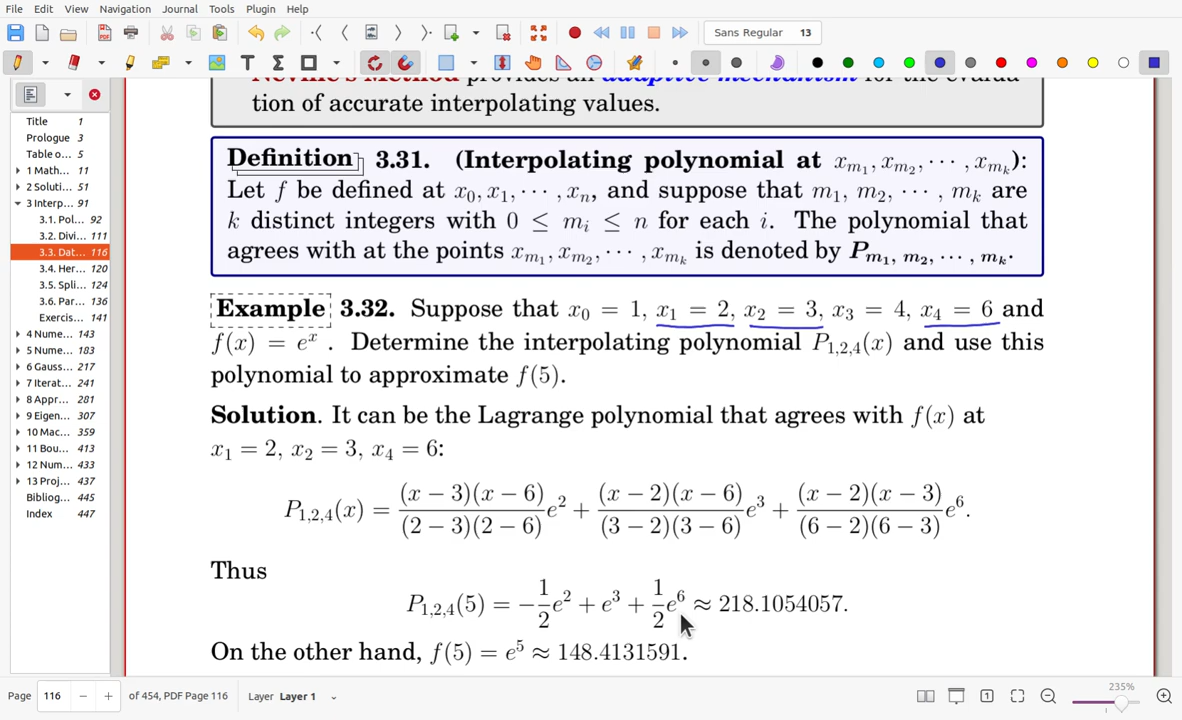 File Edit View Navigation Journal Tools Plugin Help
Sans Regular 13
Title 1
Prologue 3
Table o... 5
1 Math... 11
2 Soluti... 51
3 Interp... 91
3.1. Pol... 92
3.2. Divi... 111
3.3. Dat... 116
3.4. Her... 120
3.5. Spli... 124
3.6. Par... 136
Exercis... 141
4 Nume... 143
5 Nume... 183
6 Gauss... 217
7 Iterat... 241
8 Appr... 281
9 Eigen... 307
10 Mac... 359
11 Bou... 413
12 Num... 433
13 Proj... 437
Bibliog... 445
Index 447
tion of accurate interpolating values.
Definition 3.31. (Interpolating polynomial at x_{m_1}, x_{m_2}, ⋯, x_{m_k}):
Let f be defined at x_0, x_1, ⋯, x_n, and suppose that m_1, m_2, ⋯, m_k are
k distinct integers with 0 ≤ m_i ≤ n for each i. The polynomial that
agrees with at the points x_{m_1}, x_{m_2}, ⋯, x_{m_k} is denoted by P_{m_1, m_2, ⋯, m_k}.
Example 3.32. Suppose that x_0 = 1, x_1 = 2, x_2 = 3, x_3 = 4, x_4 = 6 and
f(x) = e^x . Determine the interpolating polynomial P_{1,2,4}(x) and use this
polynomial to approximate f(5).
Solution. It can be the Lagrange polynomial that agrees with f(x) at
x_1 = 2, x_2 = 3, x_4 = 6:
P_{1,2,4}(x) = \frac{(x − 3)(x − 6)}{(2 − 3)(2 − 6)}e^2 + \frac{(x − 2)(x − 6)}{(3 − 2)(3 − 6)}e^3 + \frac{(x − 2)(x − 3)}{(6 − 2)(6 − 3)}e^6.
Thus
P_{1,2,4}(5) = −\frac{1}{2}e^2 + e^3 + \frac{1}{2}e^6 ≈ 218.1054057.
On the other hand, f(5) = e^5 ≈ 148.4131591.
Page 116 of 454, PDF Page 116 Layer Layer 1 235%